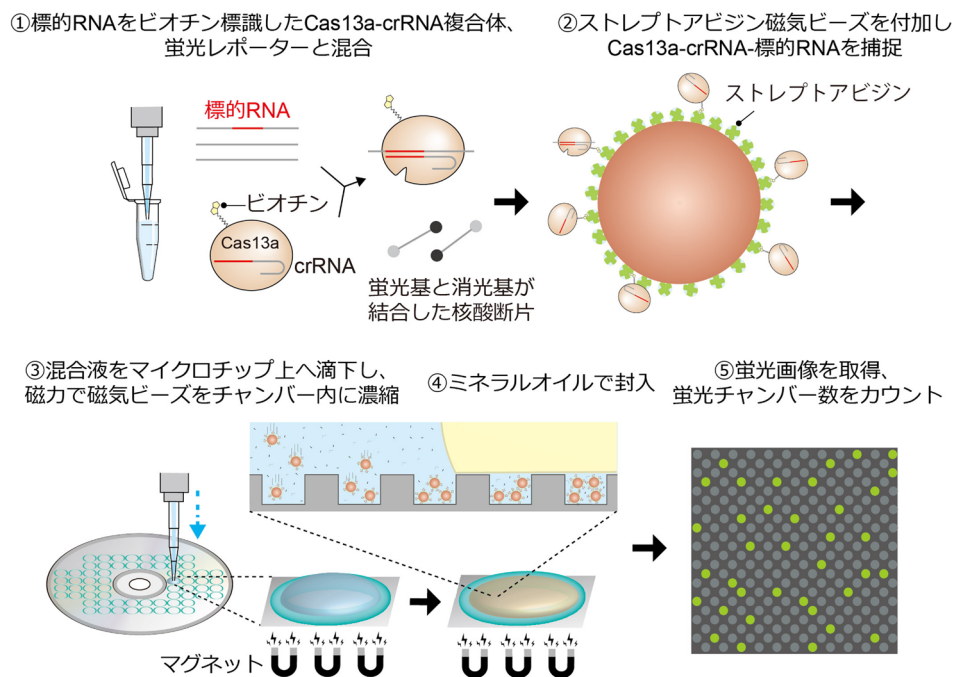 ①標的RNAをビオチン標識したCas13a-crRNA複合体、
蛍光レポーターと混合
②ストレプトアビジン磁気ビーズを付加し
Cas13a-crRNA-標的RNAを捕捉
標的RNA
ビオチン
Cas13a
crRNA
蛍光基と消光基が
結合した核酸断片
ストレプトアビジン
③混合液をマイクロチップ上へ滴下し、
磁力で磁気ビーズをチャンバー内に濃縮
④ミネラルオイルで封入
⑤蛍光画像を取得、
蛍光チャンバー数をカウント
マグネット